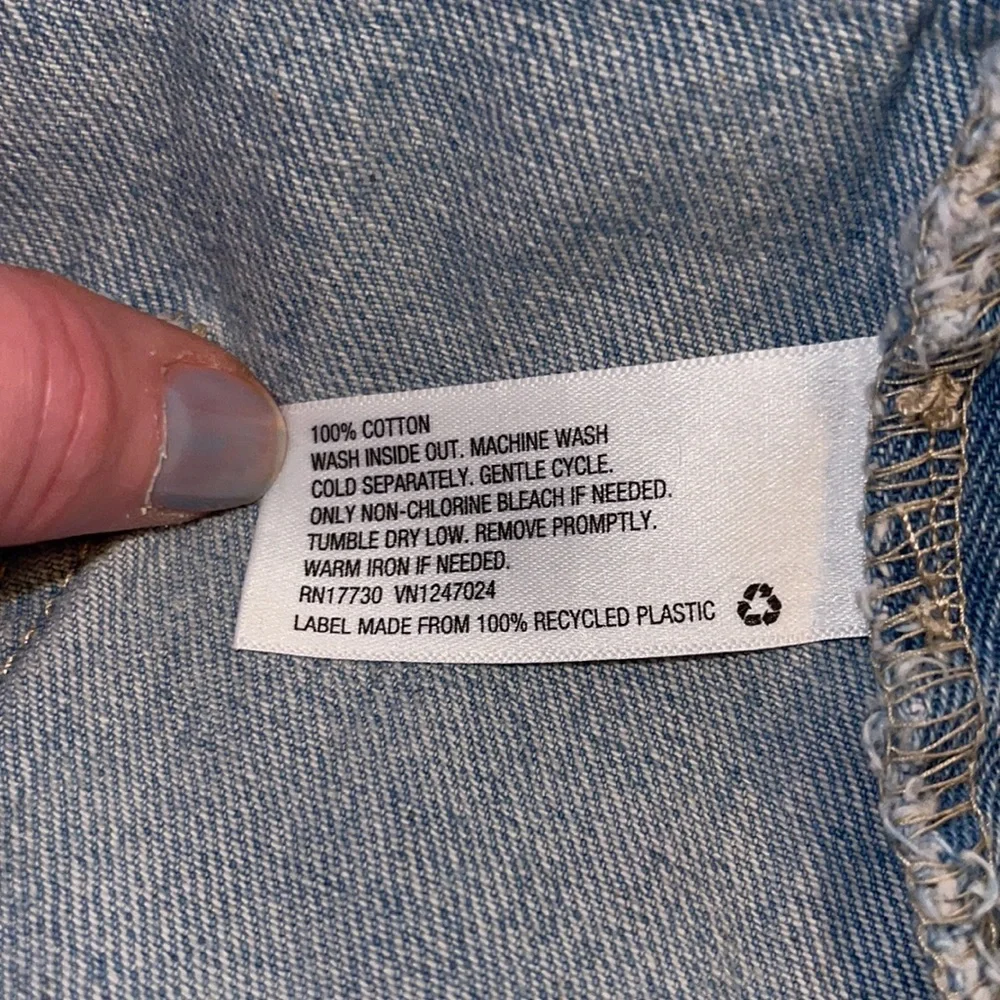 100% COTTON
WASH INSIDE OUT. MACHINE WASH
COLD SEPARATELY. GENTLE CYCLE.
ONLY NON-CHLORINE BLEACH IF NEEDED.
TUMBLE DRY LOW. REMOVE PROMPTLY.
WARM IRON IF NEEDED.
RN17730 VN1247024
LABEL MADE FROM 100% RECYCLED PLASTIC